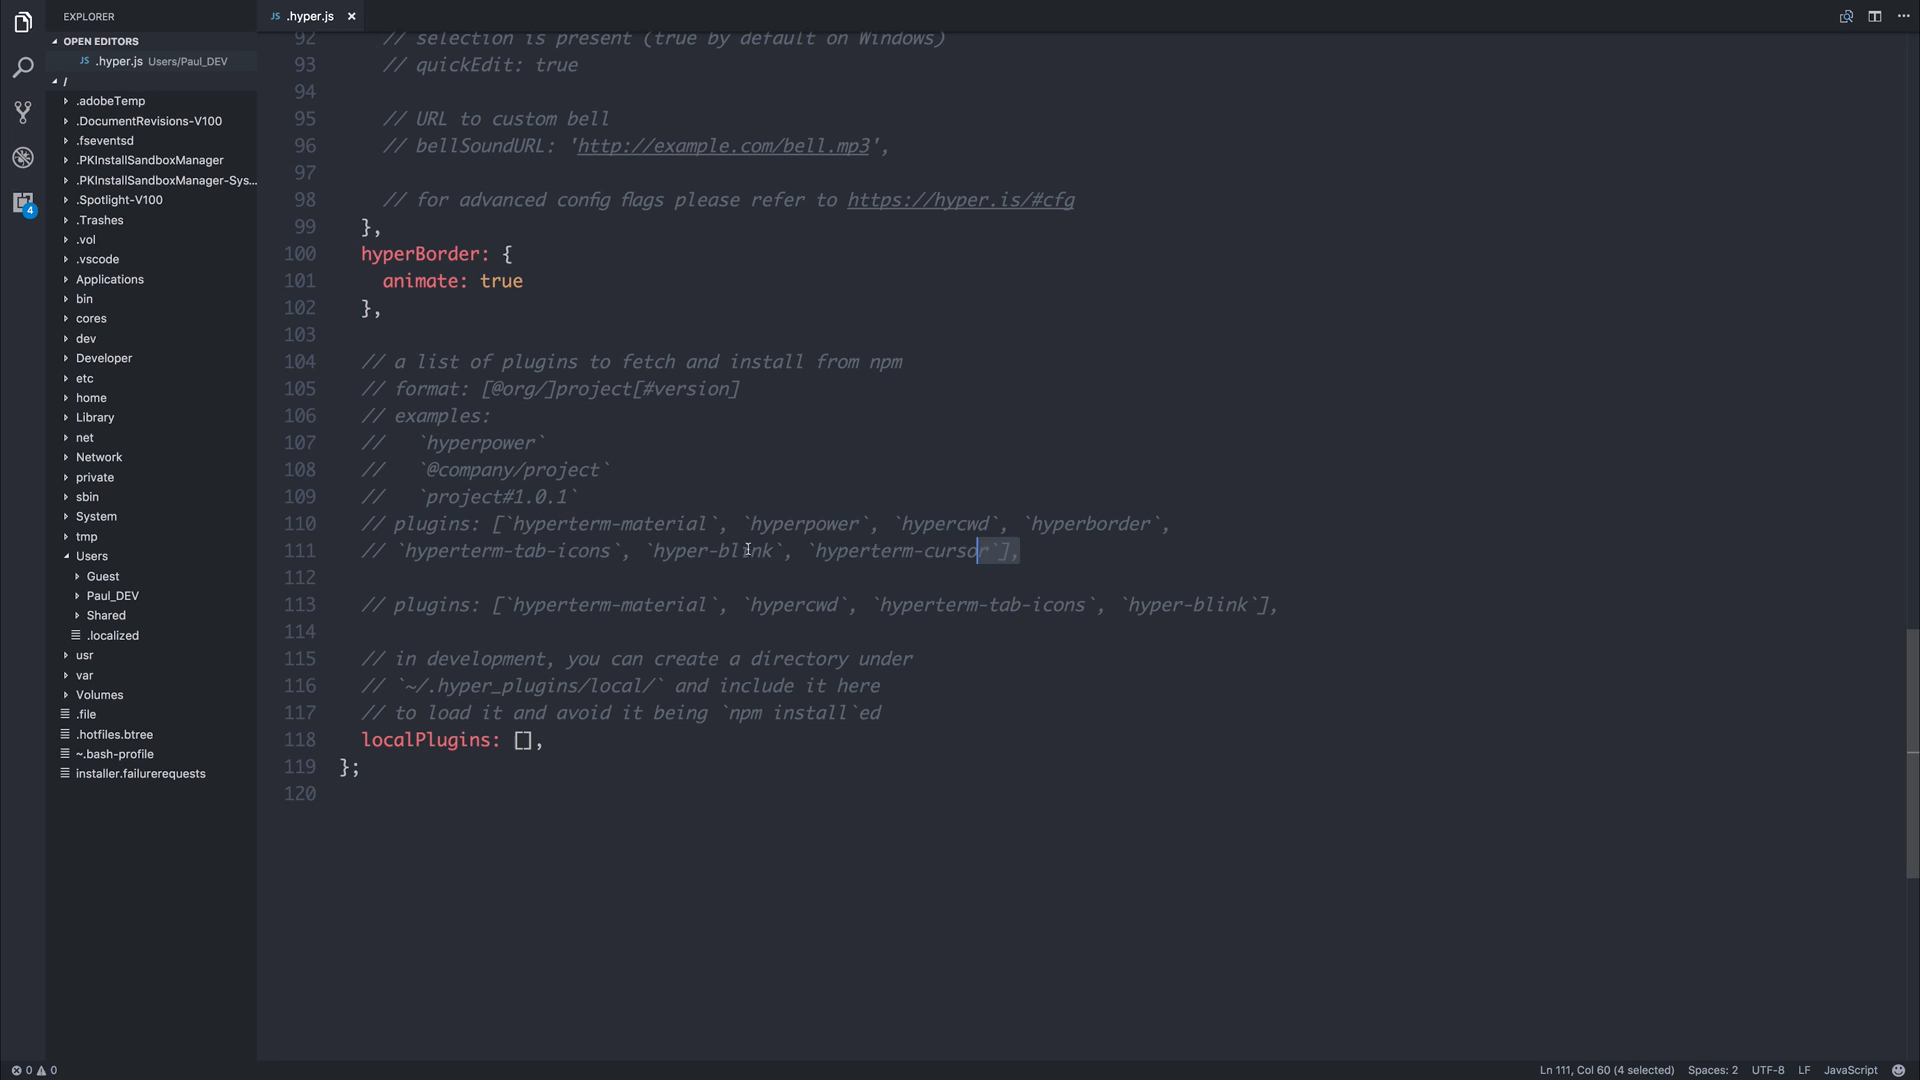 EXPLORER
OPEN EDITORS
JS .hyper.js Users/Paul_DEV
/
.adobeTemp
.DocumentRevisions-V100
.fseventsd
.PKInstallSandboxManager
.PKInstallSandboxManager-Sys...
.Spotlight-V100
.Trashes
.vol
.vscode
Applications
bin
cores
dev
Developer
etc
home
Library
net
Network
private
sbin
System
tmp
Users
Guest
Paul_DEV
Shared
.localized
usr
var
Volumes
.file
.hotfiles.btree
~.bash-profile
installer.failurerequests
4
JS .hyper.js ×
92 // selection is present (true by default on Windows)
93 // quickEdit: true
94
95 // URL to custom bell
96 // bellSoundURL: 'http://example.com/bell.mp3',
97
98 // for advanced config flags please refer to https://hyper.is/#cfg
99 },
100 hyperBorder: {
101 animate: true
102 },
103
104 // a list of plugins to fetch and install from npm
105 // format: [@org/]project[#version]
106 // examples:
107 // `hyperpower`
108 // `@company/project`
109 // `project#1.0.1`
110 // plugins: [`hyperterm-material`, `hyperpower`, `hypercwd`, `hyperborder`,
111 // `hyperterm-tab-icons`, `hyper-blink`, `hyperterm-cursor`],
112
113 // plugins: [`hyperterm-material`, `hypercwd`, `hyperterm-tab-icons`, `hyper-blink`],
114
115 // in development, you can create a directory under
116 // `~/.hyper_plugins/local/` and include it here
117 // to load it and avoid it being `npm install`ed
118 localPlugins: [],
119 };
120
0 0 Ln 111, Col 60 (4 selected) Spaces: 2 UTF-8 LF JavaScript